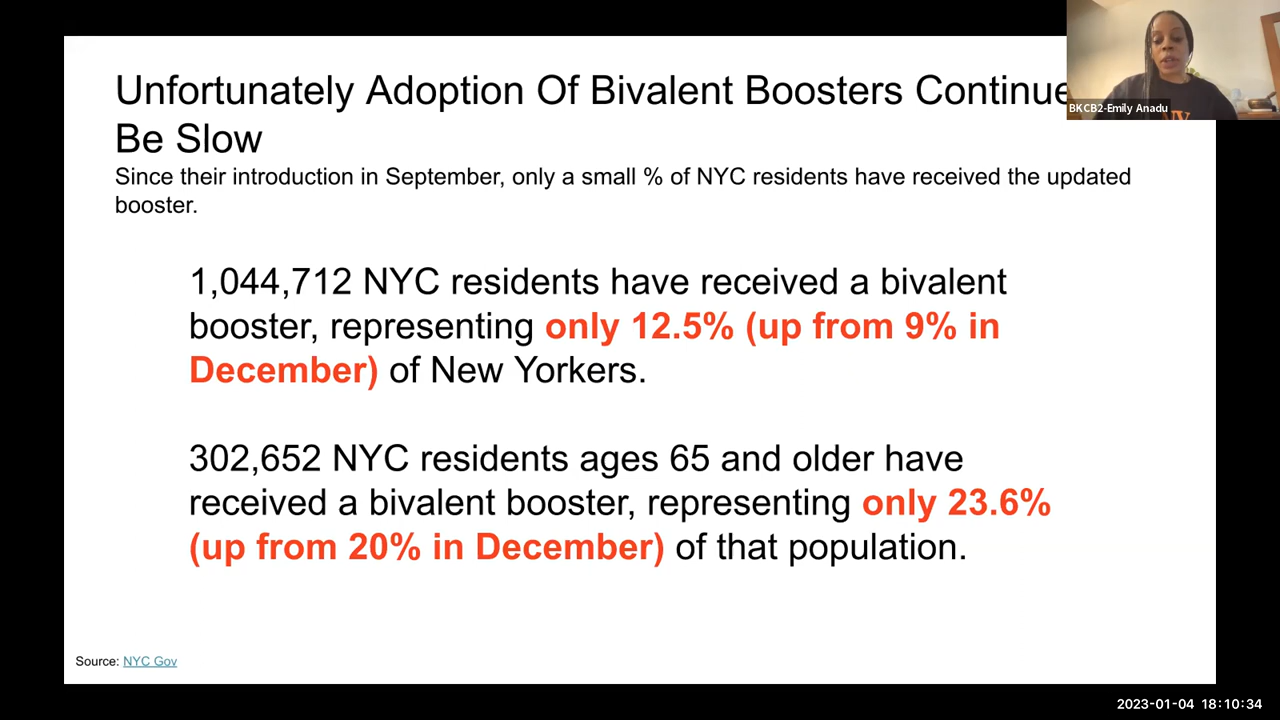 Unfortunately Adoption Of Bivalent Boosters Continue
Be Slow
Since their introduction in September, only a small % of NYC residents have received the updated
booster.
1,044,712 NYC residents have received a bivalent
booster, representing only 12.5% (up from 9% in
December) of New Yorkers.
302,652 NYC residents ages 65 and older have
received a bivalent booster, representing only 23.6%
(up from 20% in December) of that population.
Source: NYC Gov
BKCB2-Emily Anadu
2023-01-04 18:10:34